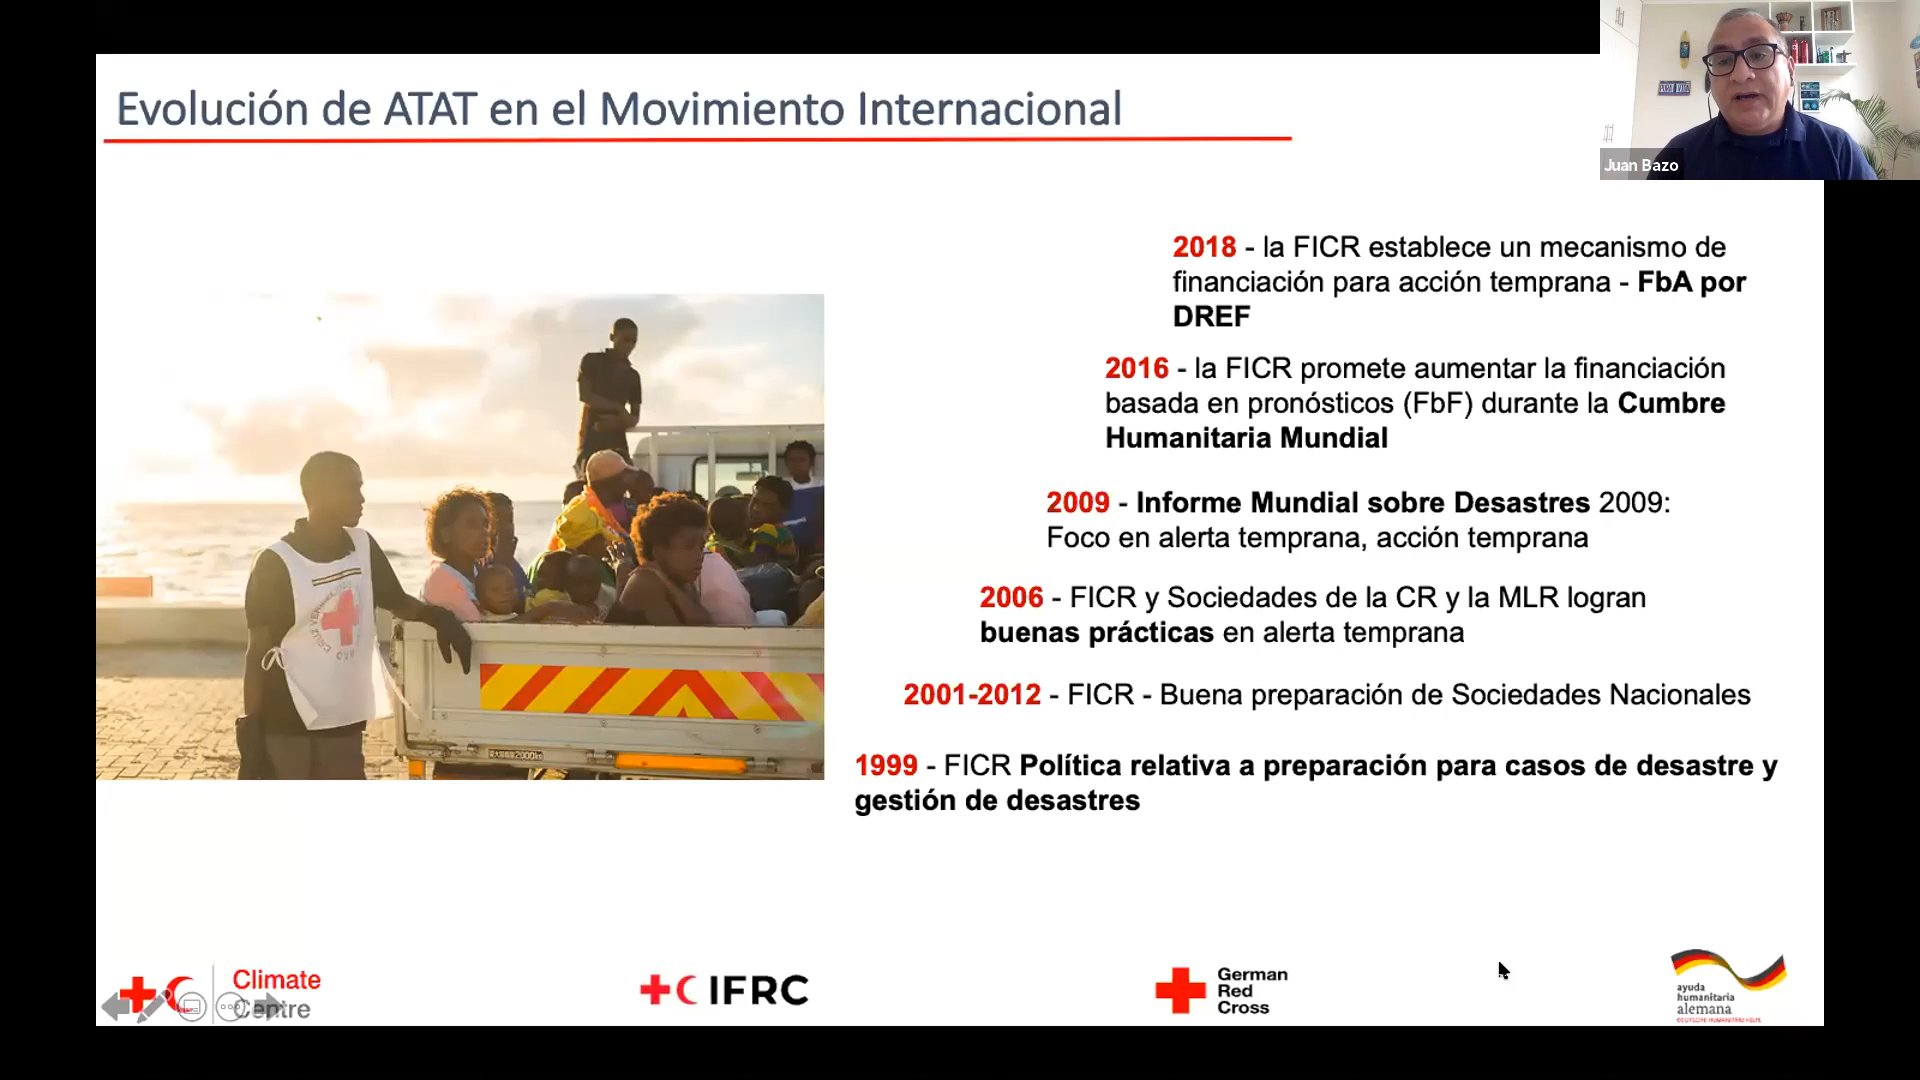 Evolución de ATAT en el Movimiento Internacional
Juan Bazo
2018 - la FICR establece un mecanismo de
financiación para acción temprana - FbA por
DREF
2016 - la FICR promete aumentar la financiación
basada en pronósticos (FbF) durante la Cumbre
Humanitaria Mundial
2009 - Informe Mundial sobre Desastres 2009:
Foco en alerta temprana, acción temprana
2006 - FICR y Sociedades de la CR y la MLR logran
buenas prácticas en alerta temprana
2001-2012 - FICR - Buena preparación de Sociedades Nacionales
1999 - FICR Política relativa a preparación para casos de desastre y
gestión de desastres
Climate
Centre
IFRC
German
Red
Cross
ayuda
humanitaria
alemana
DEUTSCHE HUMANITÄRE HILFE